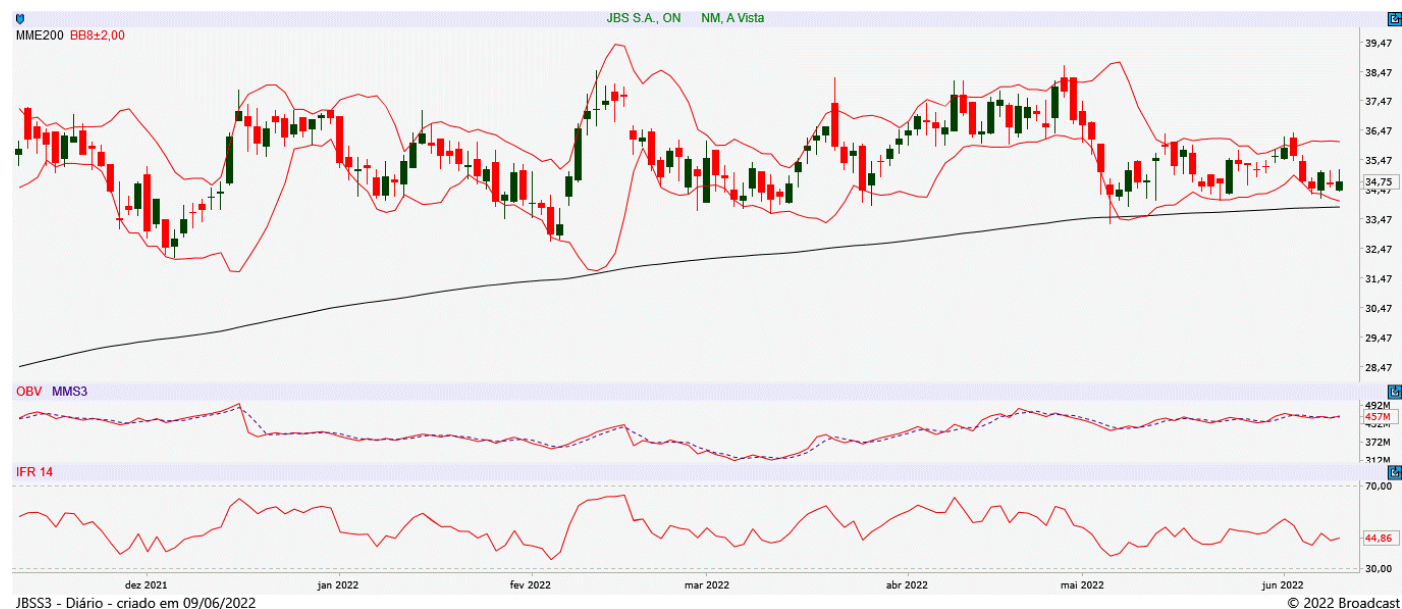 JBS S.A., ON NM, A Vista
MME200 BB8±2,00
39,47
38,47
37,47
36,47
35,47
34,75
34,47
33,47
32,47
31,47
30,47
29,47
28,47
OBV MMS3
492M
457M
432M
372M
312M
IFR 14
70,00
44,86
30,00
dez 2021 jan 2022 fev 2022 mar 2022 abr 2022 mai 2022 jun 2022
JBSS3 - Diário - criado em 09/06/2022 © 2022 Broadcast